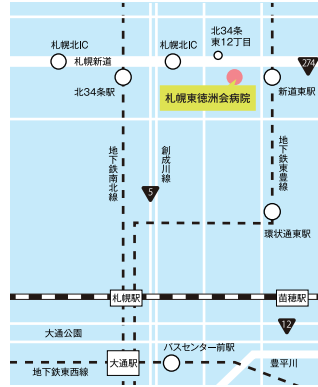 北34条
東12丁目
札幌北IC
札幌北IC
札幌新道
274
北34条駅
新道東駅
札幌東徳洲会病院
地下鉄南北線
創成川線
地下鉄東豊線
5
環状通東駅
札幌駅
苗穂駅
12
大通公園
バスセンター前駅
大通駅
豊平川
地下鉄東西線